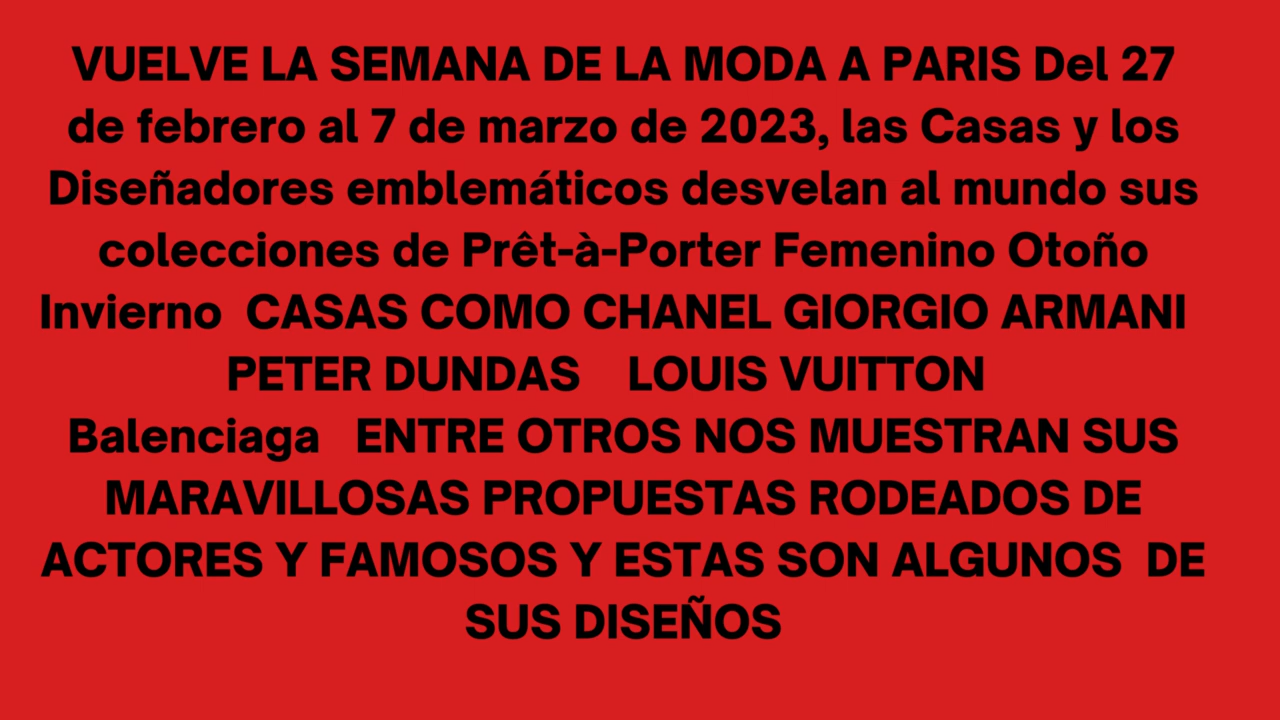 VUELVE LA SEMANA DE LA MODA A PARIS Del 27
de febrero al 7 de marzo de 2023, las Casas y los
Diseñadores emblemáticos desvelan al mundo sus
colecciones de Prêt-à-Porter Femenino Otoño
Invierno  CASAS COMO CHANEL GIORGIO ARMANI
PETER DUNDAS    LOUIS VUITTON
Balenciaga   ENTRE OTROS NOS MUESTRAN SUS
MARAVILLOSAS PROPUESTAS RODEADOS DE
ACTORES Y FAMOSOS Y ESTAS SON ALGUNOS  DE
SUS DISEÑOS